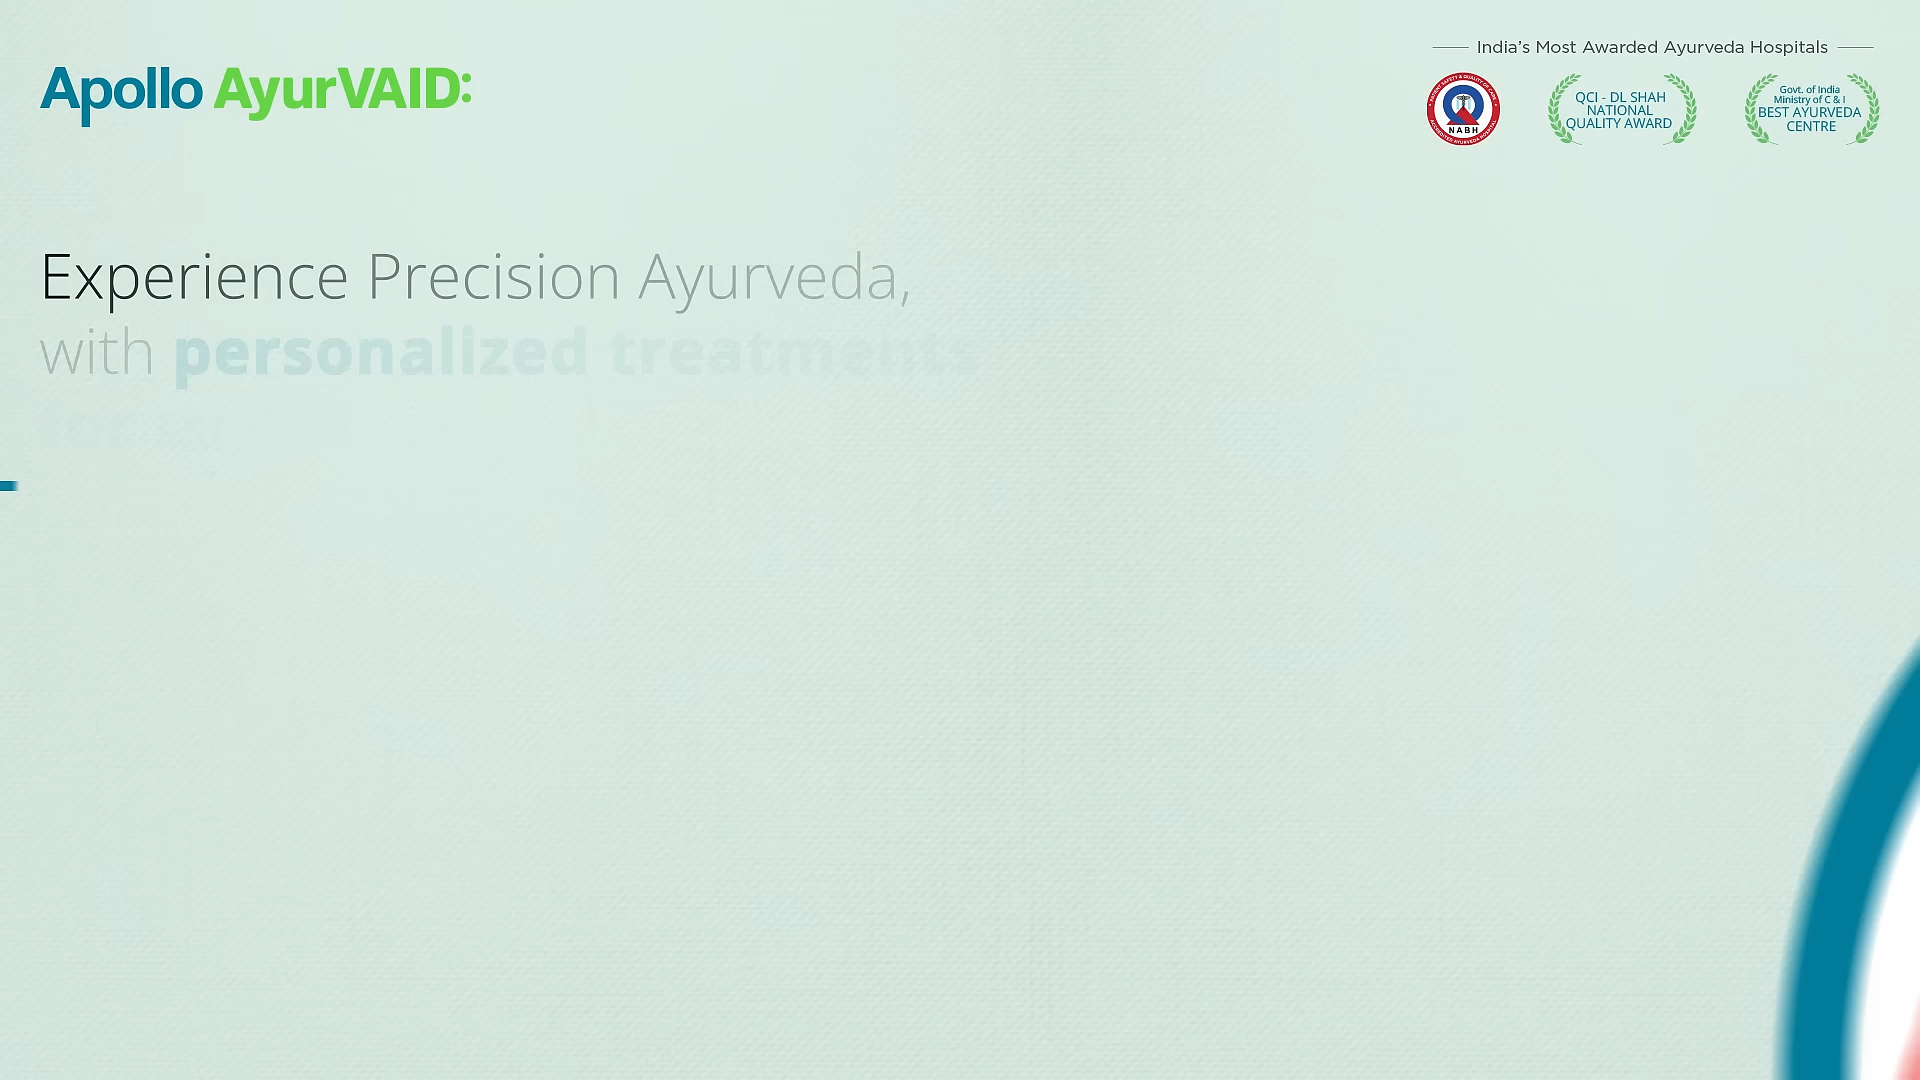 Apollo AyurVAID:
India's Most Awarded Ayurveda Hospitals
NABH
QCI - DL SHAH
NATIONAL
QUALITY AWARD
Govt. of India
Ministry of C & I
BEST AYURVEDA
CENTRE
Experience Precision Ayurveda,
with personalized treatments
for